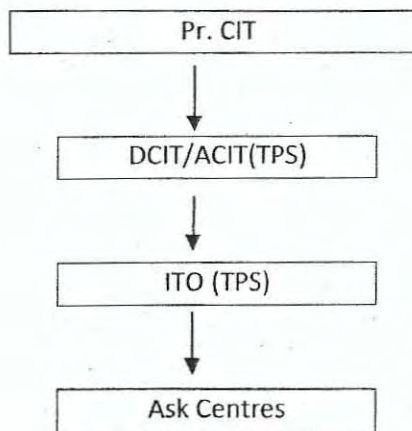 Pr. CIT
DCIT/ACIT(TPS)
ITO (TPS)
Ask Centres